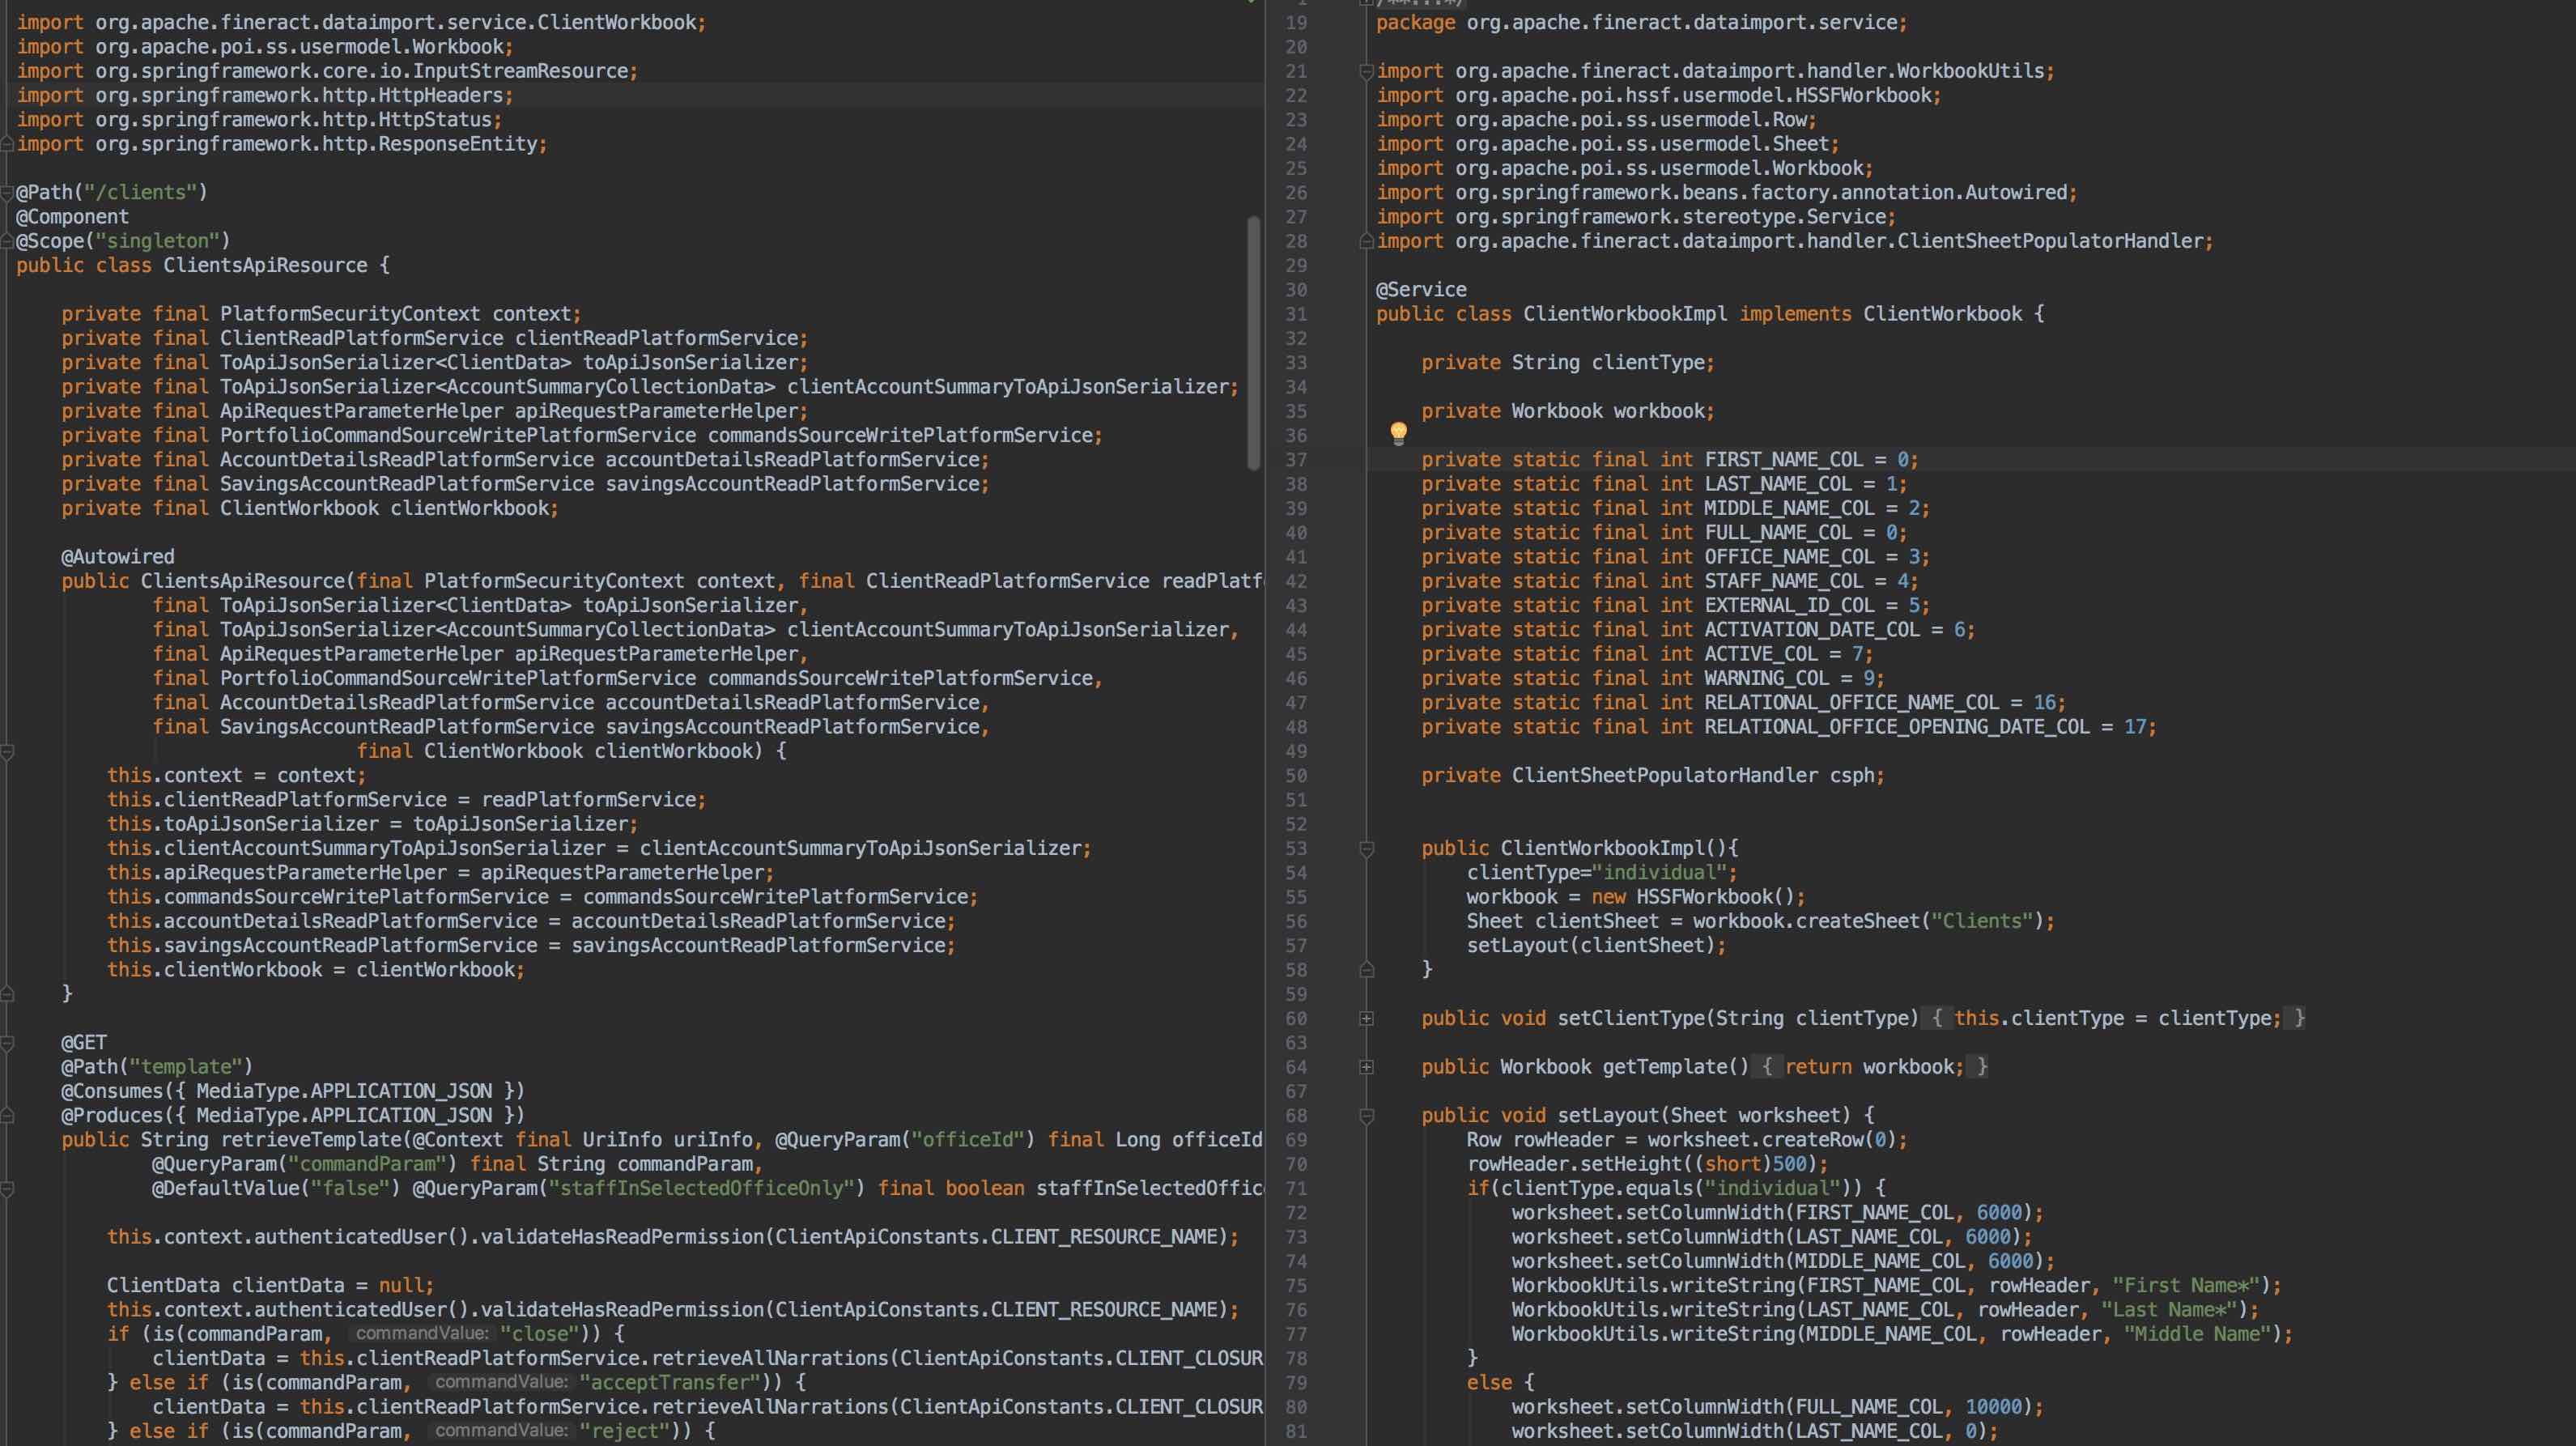 import org.apache.fineract.dataimport.service.ClientWorkbook;
import org.apache.poi.ss.usermodel.Workbook;
import org.springframework.core.io.InputStreamResource;
import org.springframework.http.HttpHeaders;
import org.springframework.http.HttpStatus;
import org.springframework.http.ResponseEntity;
@Path("/clients")
@Component
@Scope("singleton")
public class ClientsApiResource {
private final PlatformSecurityContext context;
private final ClientReadPlatformService clientReadPlatformService;
private final ToApiJsonSerializer<ClientData> toApiJsonSerializer;
private final ToApiJsonSerializer<AccountSummaryCollectionData> clientAccountSummaryToApiJsonSerializer;
private final ApiRequestParameterHelper apiRequestParameterHelper;
private final PortfolioCommandSourceWritePlatformService commandsSourceWritePlatformService;
private final AccountDetailsReadPlatformService accountDetailsReadPlatformService;
private final SavingsAccountReadPlatformService savingsAccountReadPlatformService;
private final ClientWorkbook clientWorkbook;
@Autowired
public ClientsApiResource(final PlatformSecurityContext context, final ClientReadPlatformService readPlatf
final ToApiJsonSerializer<ClientData> toApiJsonSerializer,
final ToApiJsonSerializer<AccountSummaryCollectionData> clientAccountSummaryToApiJsonSerializer,
final ApiRequestParameterHelper apiRequestParameterHelper,
final PortfolioCommandSourceWritePlatformService commandsSourceWritePlatformService,
final AccountDetailsReadPlatformService accountDetailsReadPlatformService,
final SavingsAccountReadPlatformService savingsAccountReadPlatformService,
final ClientWorkbook clientWorkbook) {
this.context = context;
this.clientReadPlatformService = readPlatformService;
this.toApiJsonSerializer = toApiJsonSerializer;
this.clientAccountSummaryToApiJsonSerializer = clientAccountSummaryToApiJsonSerializer;
this.apiRequestParameterHelper = apiRequestParameterHelper;
this.commandsSourceWritePlatformService = commandsSourceWritePlatformService;
this.accountDetailsReadPlatformService = accountDetailsReadPlatformService;
this.savingsAccountReadPlatformService = savingsAccountReadPlatformService;
this.clientWorkbook = clientWorkbook;
}
@GET
@Path("template")
@Consumes({ MediaType.APPLICATION_JSON })
@Produces({ MediaType.APPLICATION_JSON })
public String retrieveTemplate(@Context final UriInfo uriInfo, @QueryParam("officeId") final Long officeId
@QueryParam("commandParam") final String commandParam,
@DefaultValue("false") @QueryParam("staffInSelectedOfficeOnly") final boolean staffInSelectedOffic
this.context.authenticatedUser().validateHasReadPermission(ClientApiConstants.CLIENT_RESOURCE_NAME);
ClientData clientData = null;
this.context.authenticatedUser().validateHasReadPermission(ClientApiConstants.CLIENT_RESOURCE_NAME);
if (is(commandParam, commandValue: "close")) {
clientData = this.clientReadPlatformService.retrieveAllNarrations(ClientApiConstants.CLIENT_CLOSUR
} else if (is(commandParam, commandValue: "acceptTransfer")) {
clientData = this.clientReadPlatformService.retrieveAllNarrations(ClientApiConstants.CLIENT_CLOSUR
} else if (is(commandParam, commandValue: "reject")) {
1 /**...*/
19 package org.apache.fineract.dataimport.service;
20
21 import org.apache.fineract.dataimport.handler.WorkbookUtils;
22 import org.apache.poi.hssf.usermodel.HSSFWorkbook;
23 import org.apache.poi.ss.usermodel.Row;
24 import org.apache.poi.ss.usermodel.Sheet;
25 import org.apache.poi.ss.usermodel.Workbook;
26 import org.springframework.beans.factory.annotation.Autowired;
27 import org.springframework.stereotype.Service;
28 import org.apache.fineract.dataimport.handler.ClientSheetPopulatorHandler;
29
30 @Service
31 public class ClientWorkbookImpl implements ClientWorkbook {
32
33 private String clientType;
34
35 private Workbook workbook;
36
37 private static final int FIRST_NAME_COL = 0;
38 private static final int LAST_NAME_COL = 1;
39 private static final int MIDDLE_NAME_COL = 2;
40 private static final int FULL_NAME_COL = 0;
41 private static final int OFFICE_NAME_COL = 3;
42 private static final int STAFF_NAME_COL = 4;
43 private static final int EXTERNAL_ID_COL = 5;
44 private static final int ACTIVATION_DATE_COL = 6;
45 private static final int ACTIVE_COL = 7;
46 private static final int WARNING_COL = 9;
47 private static final int RELATIONAL_OFFICE_NAME_COL = 16;
48 private static final int RELATIONAL_OFFICE_OPENING_DATE_COL = 17;
49
50 private ClientSheetPopulatorHandler csph;
51
52
53 public ClientWorkbookImpl(){
54 clientType="individual";
55 workbook = new HSSFWorkbook();
56 Sheet clientSheet = workbook.createSheet("Clients");
57 setLayout(clientSheet);
58 }
59
60 public void setClientType(String clientType) { this.clientType = clientType; }
63
64 public Workbook getTemplate() { return workbook; }
67
68 public void setLayout(Sheet worksheet) {
69 Row rowHeader = worksheet.createRow(0);
70 rowHeader.setHeight((short)500);
71 if(clientType.equals("individual")) {
72 worksheet.setColumnWidth(FIRST_NAME_COL, 6000);
73 worksheet.setColumnWidth(LAST_NAME_COL, 6000);
74 worksheet.setColumnWidth(MIDDLE_NAME_COL, 6000);
75 WorkbookUtils.writeString(FIRST_NAME_COL, rowHeader, "First Name*");
76 WorkbookUtils.writeString(LAST_NAME_COL, rowHeader, "Last Name*");
77 WorkbookUtils.writeString(MIDDLE_NAME_COL, rowHeader, "Middle Name");
78 }
79 else {
80 worksheet.setColumnWidth(FULL_NAME_COL, 10000);
81 worksheet.setColumnWidth(LAST_NAME_COL, 0);